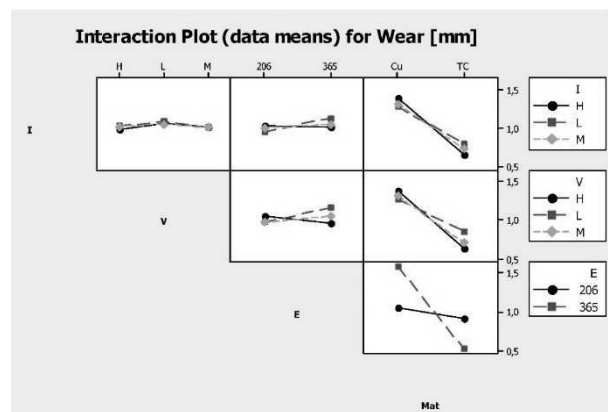 Interaction Plot (data means) for Wear [mm]
H L M 206 365 Cu TC
I
1,5
1,0
0,5
I
H
L
M
V
1,5
1,0
0,5
V
H
L
M
E
1,5
1,0
0,5
E
206
365
Mat